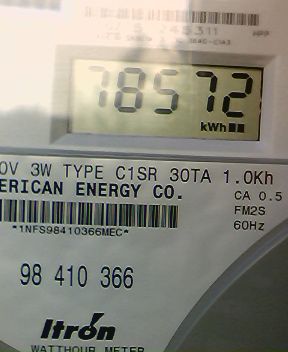 78572
kWh
0V 3W TYPE C1SR 30TA 1.0Kh
ERICAN ENERGY CO.
CA 0.5
FM2S
*1NFS98410366MEC*
60Hz
98 410 366
Itron
WATTHOUR METER